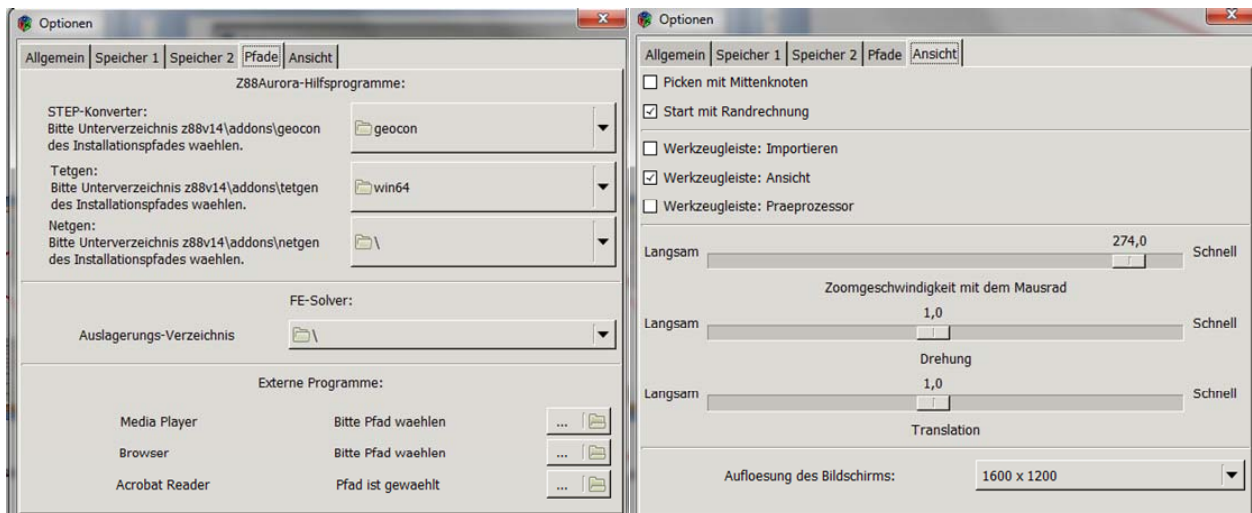 Optionen
Allgemein Speicher 1 Speicher 2 Pfade Ansicht
Z88Aurora-Hilfsprogramme:
STEP-Konverter:
Bitte Unterverzeichnis z88v14\addons\geocon
des Installationspfades waehlen.
geocon
Tetgen:
Bitte Unterverzeichnis z88v14\addons\tetgen
des Installationspfades waehlen.
win64
Netgen:
Bitte Unterverzeichnis z88v14\addons\netgen
des Installationspfades waehlen.
\
FE-Solver:
Auslagerungs-Verzeichnis \
Externe Programme:
Media Player Bitte Pfad waehlen ...
Browser Bitte Pfad waehlen ...
Acrobat Reader Pfad ist gewaehlt ...
Optionen
Allgemein Speicher 1 Speicher 2 Pfade Ansicht
Picken mit Mittenknoten
Start mit Randrechnung
Werkzeugleiste: Importieren
Werkzeugleiste: Ansicht
Werkzeugleiste: Praeprozessor
274,0
Langsam Schnell
Zoomgeschwindigkeit mit dem Mausrad
1,0
Langsam Schnell
Drehung
1,0
Langsam Schnell
Translation
Aufloesung des Bildschirms: 1600 x 1200